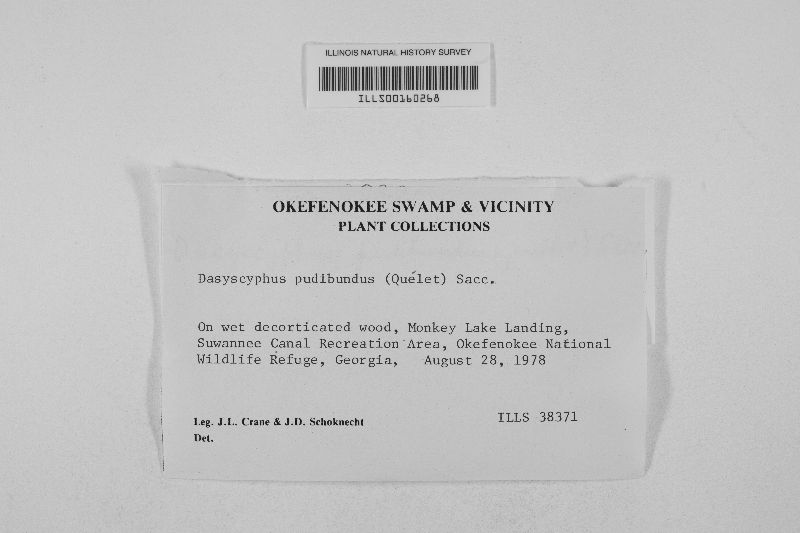 ILLINOIS NATURAL HISTORY SURVEY
ILLS00160268
OKEFENOKEE SWAMP & VICINITY
PLANT COLLECTIONS
Dasyscyphus pudibundus (Quélet) Sacc.
On wet decorticated wood, Monkey Lake Landing,
Suwannee Canal Recreation Area, Okefenokee National
Wildlife Refuge, Georgia, August 28, 1978
Leg. J.L. Crane & J.D. Schoknecht
ILLS 38371
Det.